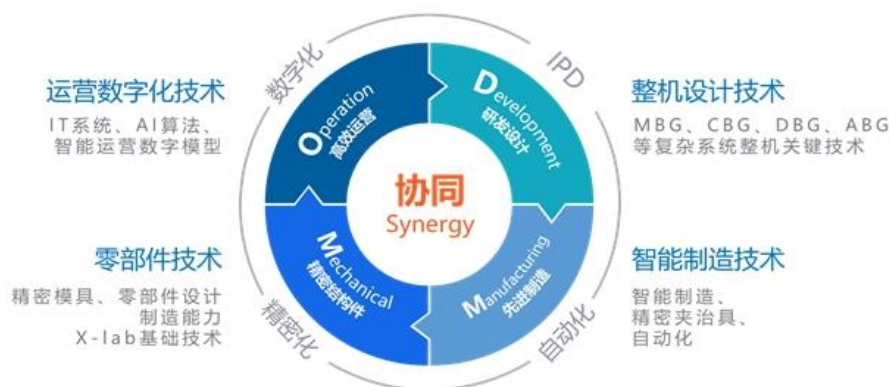 数字化
IPD
运营数字化技术
IT系统、AI算法、
智能运营数字模型
Operation
高效运营
Development
研发设计
整机设计技术
MBG、CBG、DBG、ABG
等复杂系统整机关键技术
协同
Synergy
零部件技术
精密模具、零部件设计
制造能力
X-lab基础技术
Mechanical
精密结构件
Manufacturing
先进制造
智能制造技术
智能制造、
精密夹治具、
自动化
精密化
自动化